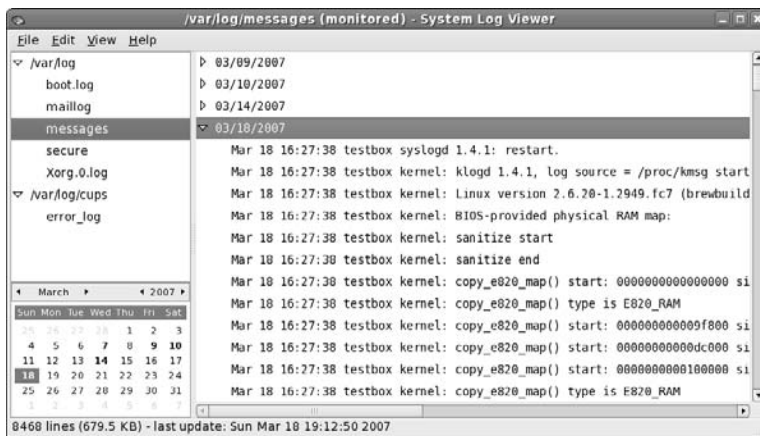 /var/log/messages (monitored) - System Log Viewer
File Edit View Help
/var/log
boot.log
maillog
messages
secure
Xorg.0.log
/var/log/cups
error_log
03/09/2007
03/10/2007
03/14/2007
03/18/2007
Mar 18 16:27:38 testbox syslogd 1.4.1: restart.
Mar 18 16:27:38 testbox kernel: klogd 1.4.1, log source = /proc/kmsg start
Mar 18 16:27:38 testbox kernel: Linux version 2.6.20-1.2949.fc7 (brewbuild
Mar 18 16:27:38 testbox kernel: BIOS-provided physical RAM map:
Mar 18 16:27:38 testbox kernel: sanitize start
Mar 18 16:27:38 testbox kernel: sanitize end
Mar 18 16:27:38 testbox kernel: copy_e820_map() start: 0000000000000000 si
Mar 18 16:27:38 testbox kernel: copy_e820_map() type is E820_RAM
Mar 18 16:27:38 testbox kernel: copy_e820_map() start: 000000000009f800 si
Mar 18 16:27:38 testbox kernel: copy_e820_map() start: 00000000000dc000 si
Mar 18 16:27:38 testbox kernel: copy_e820_map() start: 0000000000100000 si
Mar 18 16:27:38 testbox kernel: copy_e820_map() type is E820_RAM
March 2007
Sun Mon Tue Wed Thu Fri Sat
25 26 27 28 1 2 3
4 5 6 7 8 9 10
11 12 13 14 15 16 17
18 19 20 21 22 23 24
25 26 27 28 29 30 31
1 2 3 4 5 6 7
8468 lines (679.5 KB) - last update: Sun Mar 18 19:12:50 2007